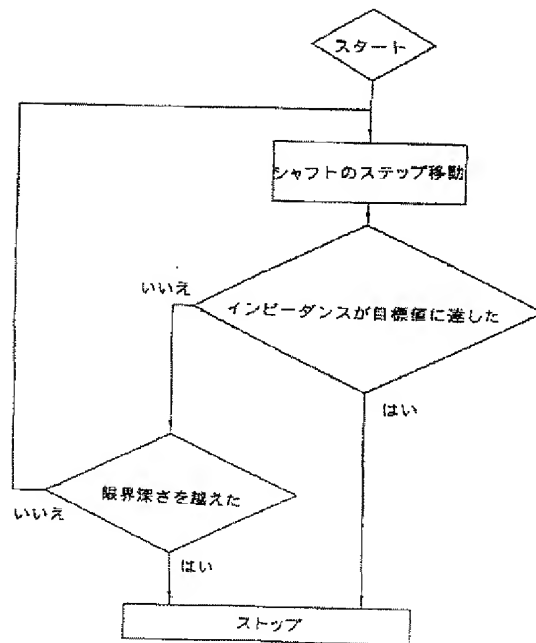 スタート
シャフトのステップ移動
いいえ
インピーダンスが目標値に達した
はい
限界深さを越えた
いいえ
はい
ストップ